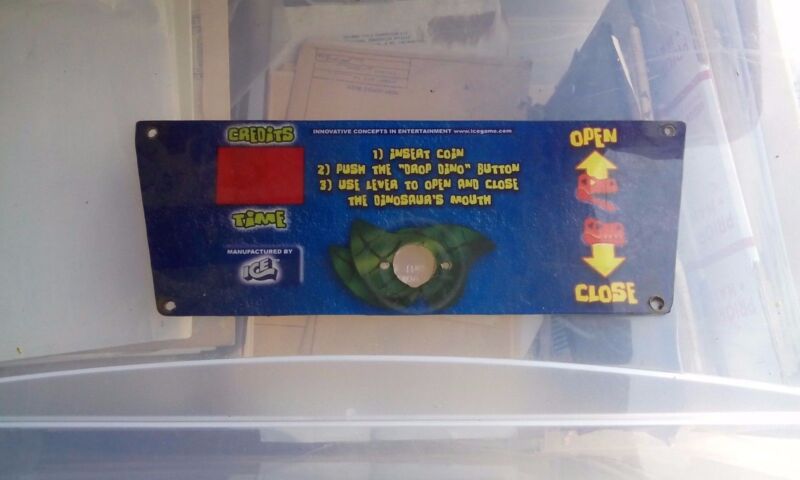 CREDITS
INNOVATIVE CONCEPTS IN ENTERTAINMENT www.icegame.com
1) INSERT COIN
2) PUSH THE "DROP DINO" BUTTON
3) USE LEVER TO OPEN AND CLOSE
THE DINOSAUR'S MOUTH
TIME
MANUFACTURED BY
ICE
OPEN
CLOSE